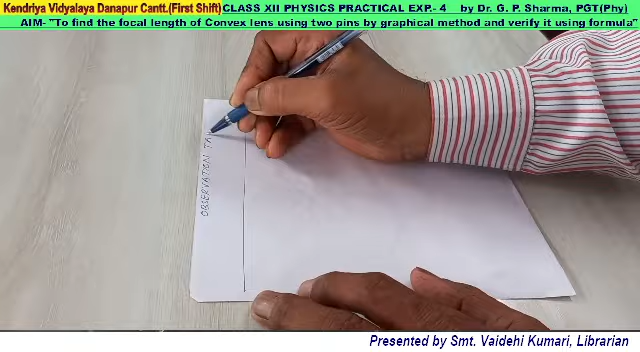 Kendriya Vidyalaya Danapur Cantt.(First Shift) CLASS XII PHYSICS PRACTICAL EXP.- 4 by Dr. G. P. Sharma, PGT(Phy)
AIM- "To find the focal length of Convex lens using two pins by graphical method and verify it using formula"
OBSERVATION TA
Presented by Smt. Vaidehi Kumari, Librarian